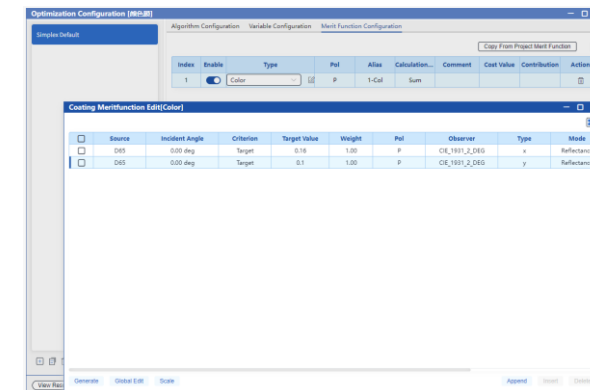 Optimization Configuration [颜色膜]
Simplex Default
Algorithm Configuration Variable Configuration Merit Function Configuration
Copy From Project Merit Function
Index Enable Type Pol Alias Calculation... Comment Cost Value Contribution Action
1 Color P 1-Col Sum
Coating Meritfunction Edit[Color]
Source Incident Angle Criterion Target Value Weight Pol Observer Type Mode
D65 0.00 deg Target 0.16 1.00 P CIE_1931_2_DEG x Reflectanc
D65 0.00 deg Target 0.1 1.00 P CIE_1931_2_DEG y Reflectanc
View Res
Generate Global Edit Scale Append Insert Delete